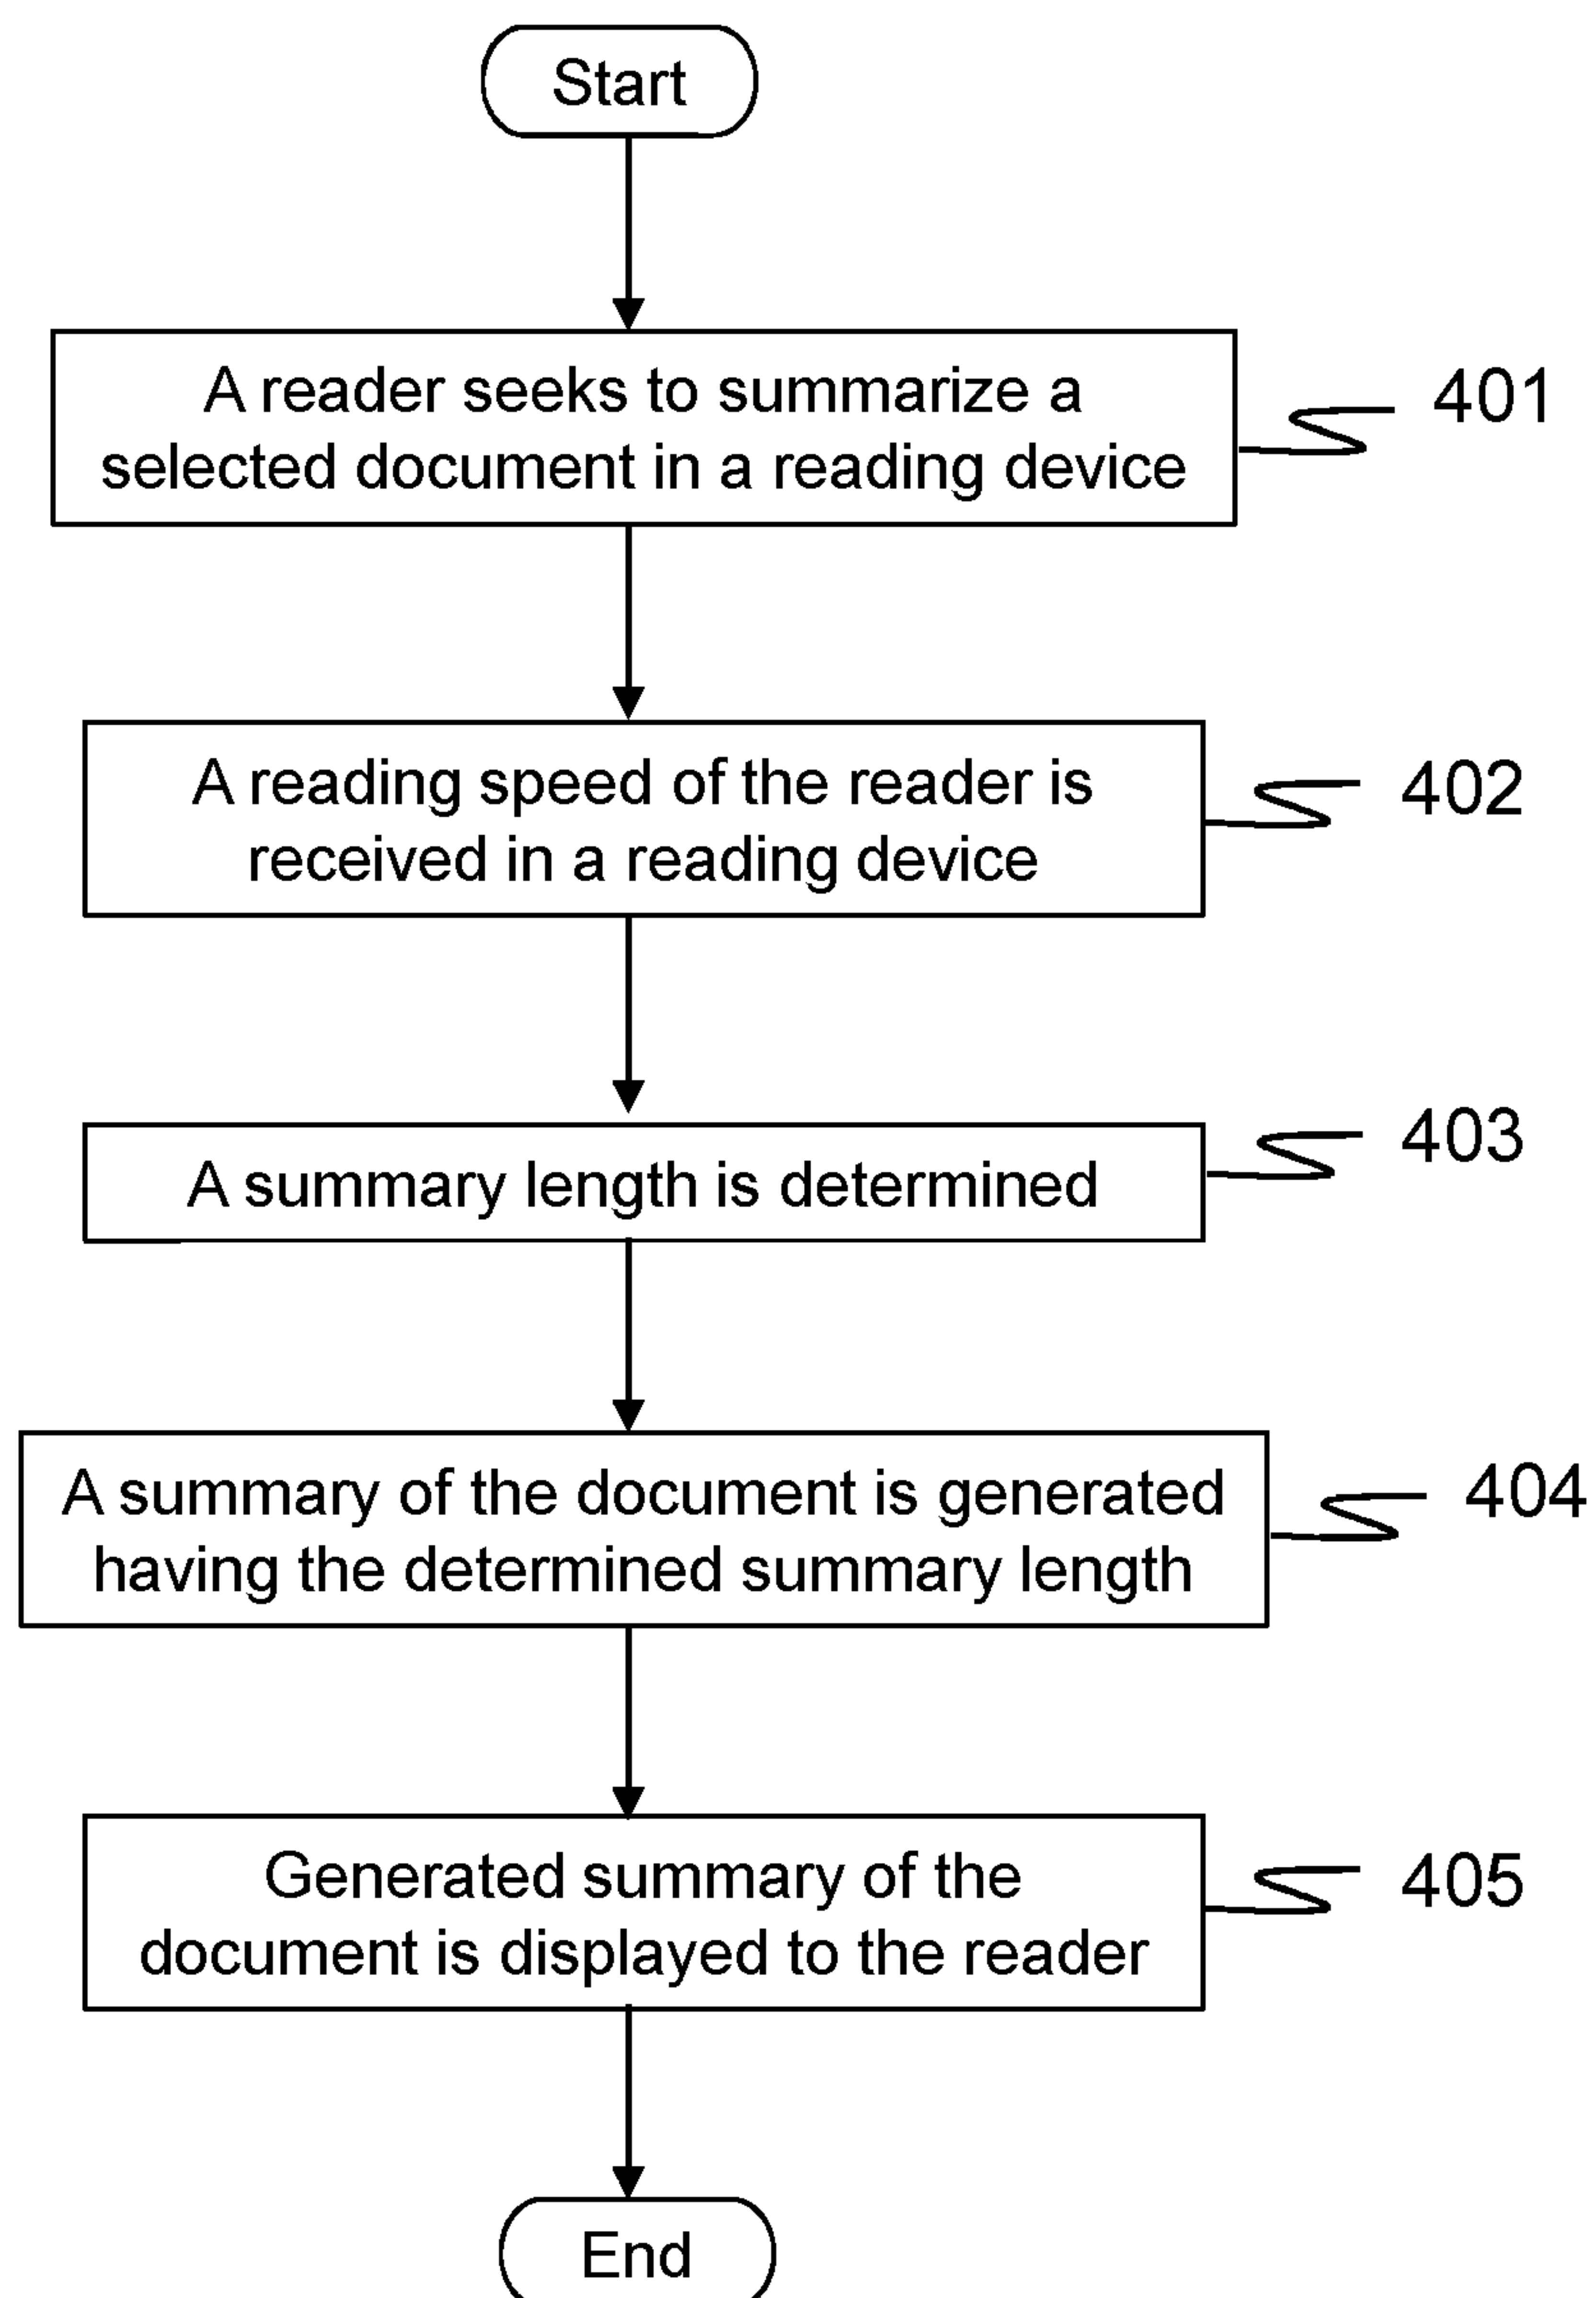 Start
A reader seeks to summarize a
selected document in a reading device
401
A reading speed of the reader is
received in a reading device
402
A summary length is determined
403
A summary of the document is generated
having the determined summary length
404
Generated summary of the
document is displayed to the reader
405
End